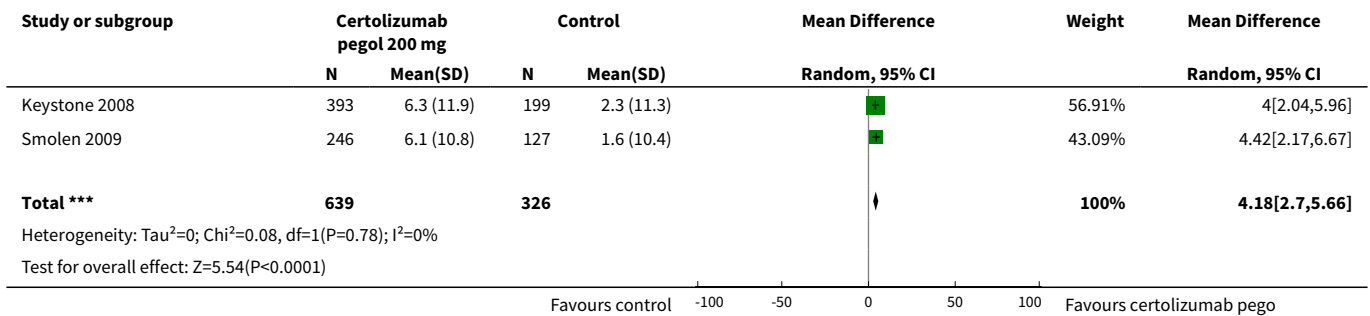 Study or subgroup Certolizumab pegol 200 mg Control Mean Difference Weight Mean Difference
N Mean(SD) N Mean(SD) Random, 95% CI Random, 95% CI
Keystone 2008 393 6.3 (11.9) 199 2.3 (11.3) 56.91% 4[2.04,5.96]
Smolen 2009 246 6.1 (10.8) 127 1.6 (10.4) 43.09% 4.42[2.17,6.67]
Total *** 639 326 100% 4.18[2.7,5.66]
Heterogeneity: Tau²=0; Chi²=0.08, df=1(P=0.78); I²=0%
Test for overall effect: Z=5.54(P<0.0001)
Favours control -100 -50 0 50 100 Favours certolizumab pego